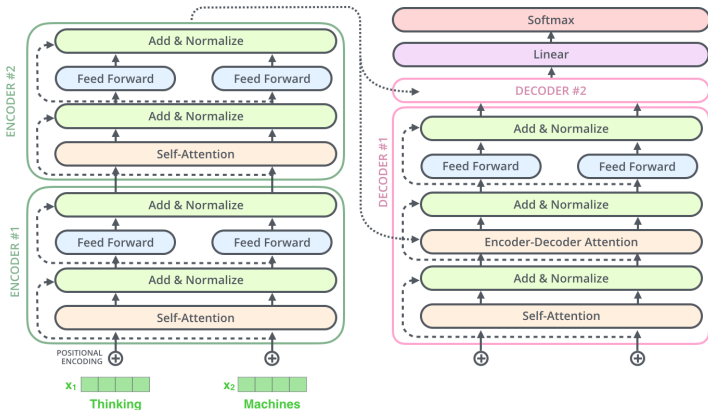 ENCODER #2
Add & Normalize
Feed Forward
Feed Forward
Add & Normalize
Self-Attention
ENCODER #1
Add & Normalize
Feed Forward
Feed Forward
Add & Normalize
Self-Attention
POSITIONAL
ENCODING
x₁
x₂
Thinking
Machines
Softmax
Linear
DECODER #2
DECODER #1
Add & Normalize
Feed Forward
Feed Forward
Add & Normalize
Encoder-Decoder Attention
Add & Normalize
Self-Attention